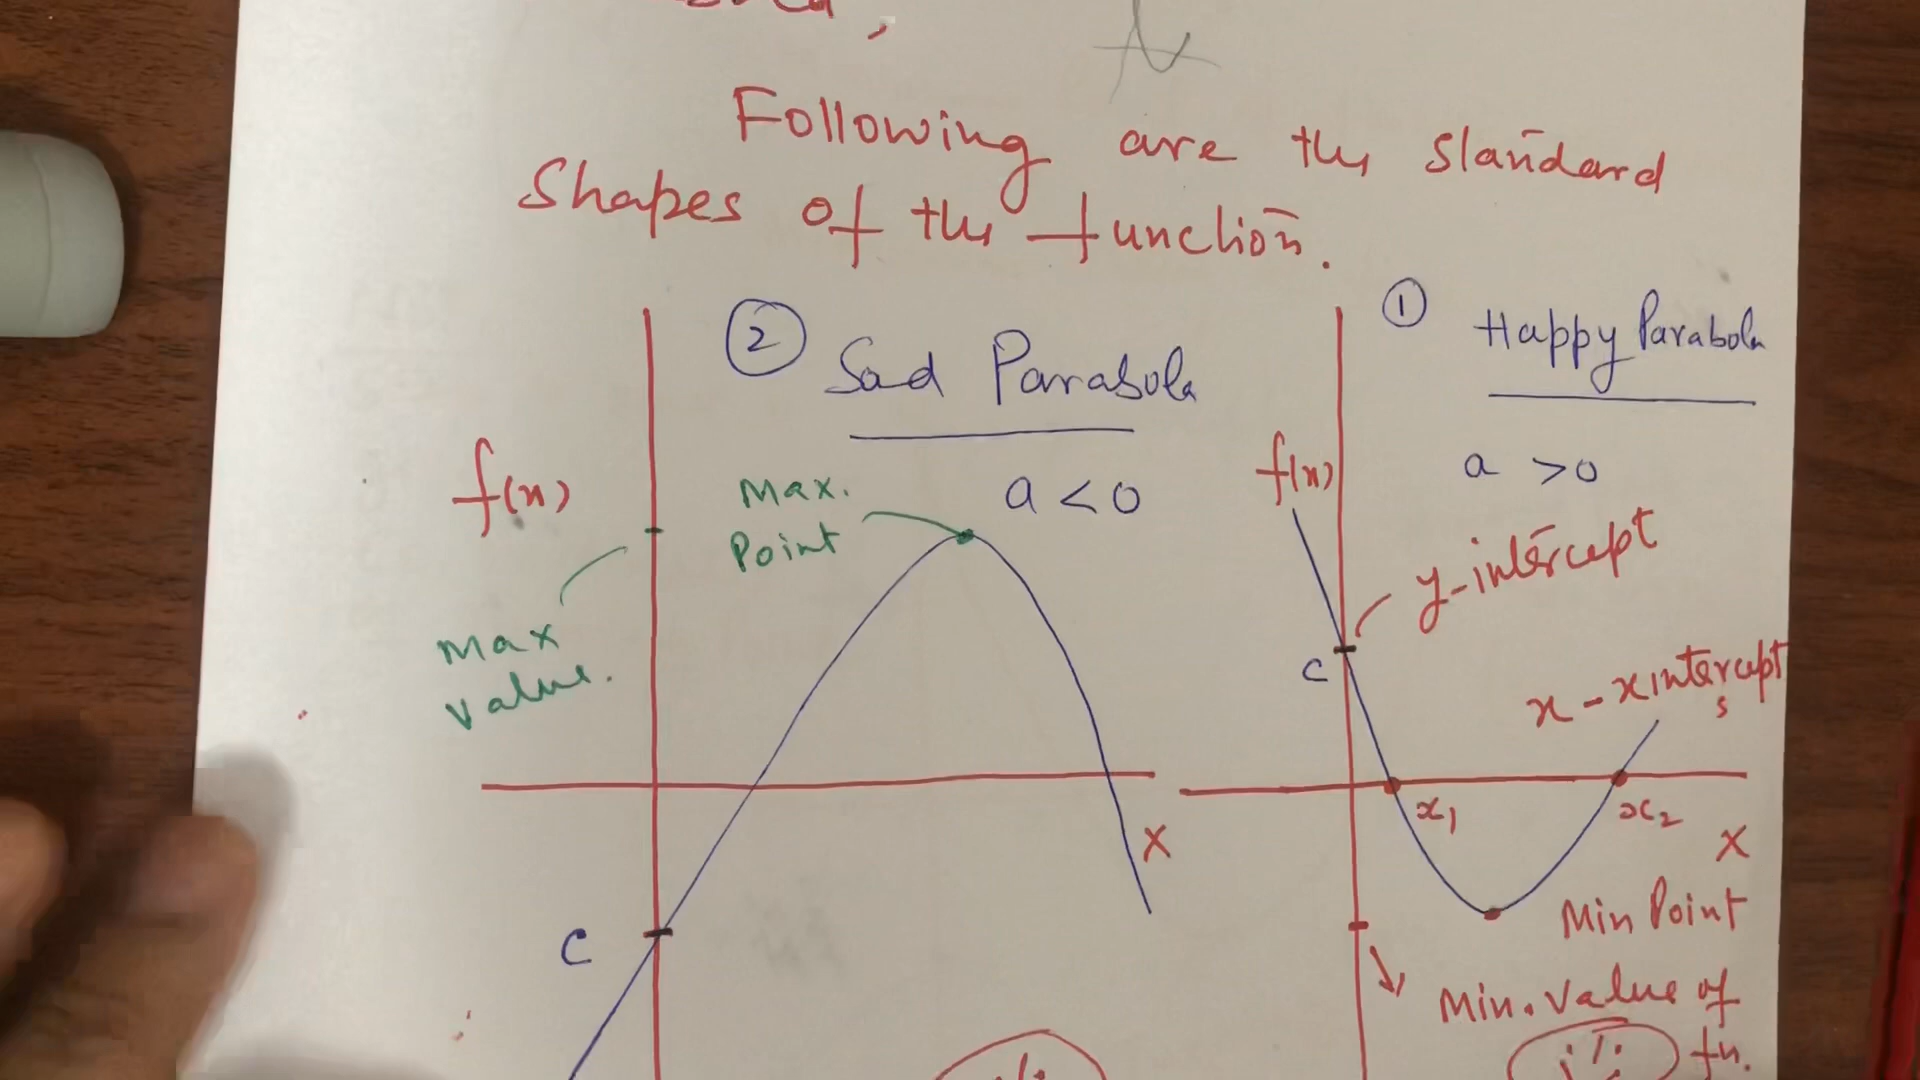 Following are the standard
shapes of the function.
② Sad Parabola
a < 0
f(x)
Max.
Point
Max
value.
C
X
① Happy Parabola
a > 0
f(x)
y-intercept
C
x - xintercept
s
x1
x2
X
Min Point
Min. value of
fn.